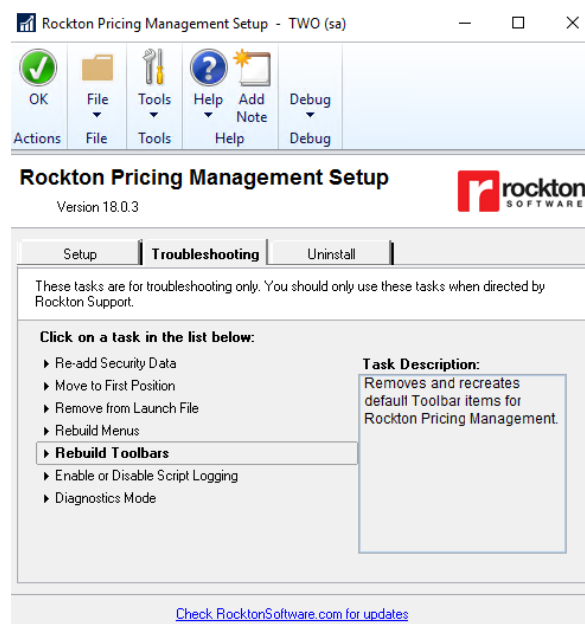 Rockton Pricing Management Setup - TWO (sa)
OK File Tools Help Add Note Debug
Actions File Tools Help Debug
Rockton Pricing Management Setup
Version 18.0.3
rockton
SOFTWARE
Setup Troubleshooting Uninstall
These tasks are for troubleshooting only. You should only use these tasks when directed by
Rockton Support.
Click on a task in the list below:
Re-add Security Data
Move to First Position
Remove from Launch File
Rebuild Menus
Rebuild Toolbars
Enable or Disable Script Logging
Diagnostics Mode
Task Description:
Removes and recreates
default Toolbar items for
Rockton Pricing Management.
Check RocktonSoftware.com for updates